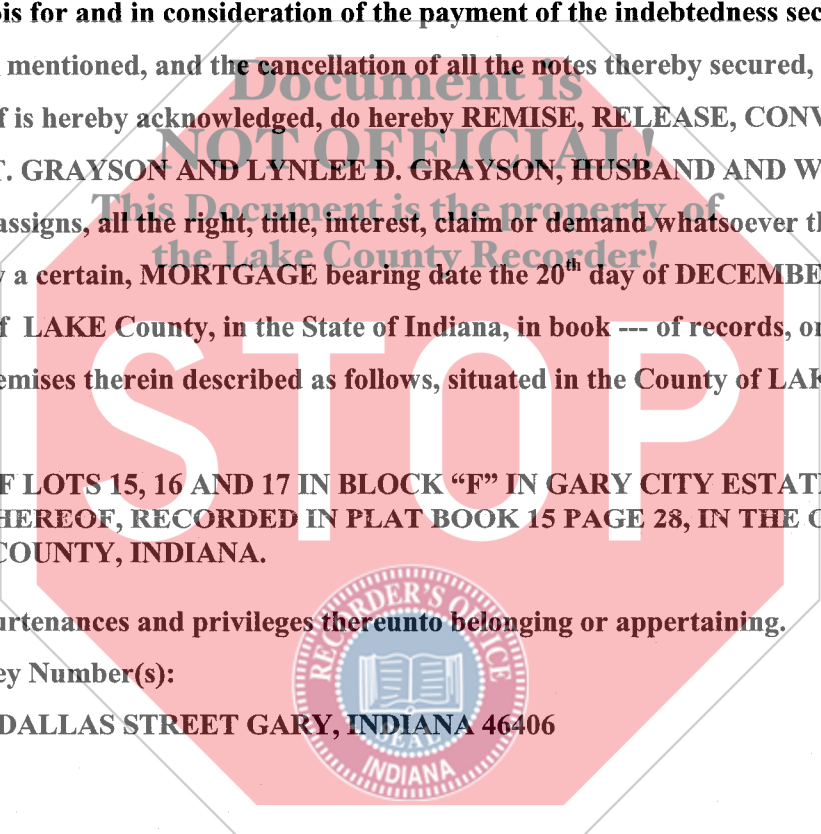 is for and in consideration of the payment of the indebtedness sec
mentioned, and the cancellation of all the notes thereby secured,
Document is
f is hereby acknowledged, do hereby REMISE, RELEASE, CONV
NOT OFFICIAL!
T. GRAYSON AND LYNLEE D. GRAYSON, HUSBAND AND W
This Document is the property of
assigns, all the right, title, interest, claim or demand whatsoever th
the Lake County Recorder!
y a certain, MORTGAGE bearing date the 20th day of DECEMBE
f LAKE County, in the State of Indiana, in book --- of records, on
emises therein described as follows, situated in the County of LAK
STOP
F LOTS 15, 16 AND 17 IN BLOCK “F” IN GARY CITY ESTATE
HEREOF, RECORDED IN PLAT BOOK 15 PAGE 28, IN THE O
COUNTY, INDIANA.
urtenances and privileges thereunto belonging or appertaining.
ey Number(s):
DALLAS STREET GARY, INDIANA 46406
RECORDER'S OFFICE
SEAL
INDIANA